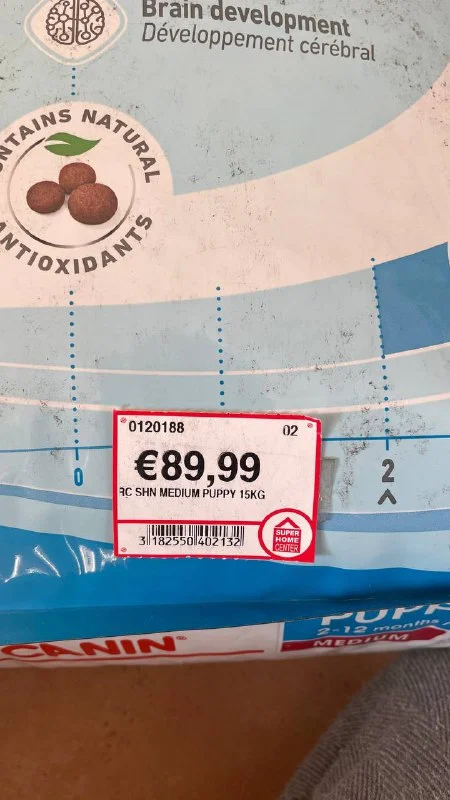 Brain development
Développement cérébral
NTAINS NATURAL
ANTIOXIDANTS
0120188 02
€89,99
RC SHN MEDIUM PUPPY 15KG
3 182550 402132
SUPER
HOME
CENTER
0
2
CANIN®
PUPP
2-12 months
MEDIUM